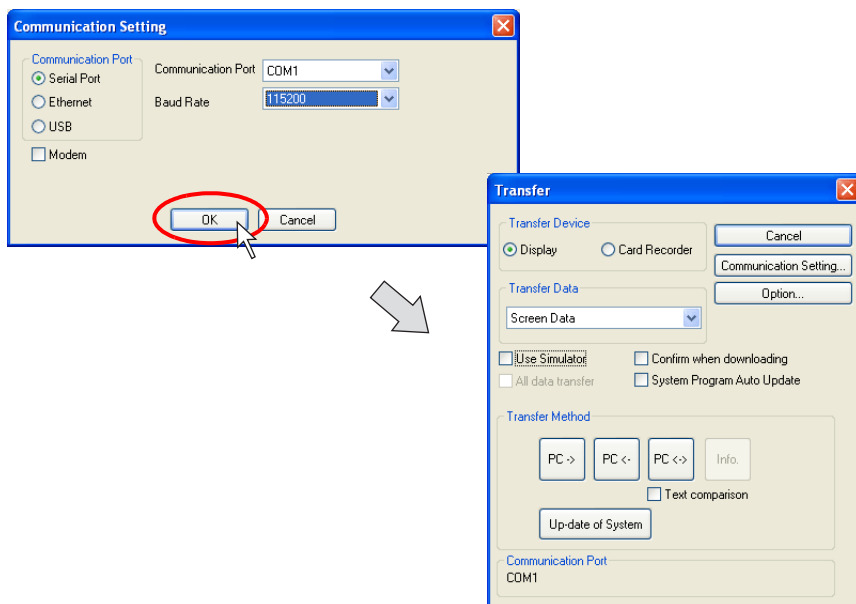 Communication Setting
Communication Port
Serial Port
Ethernet
USB
Modem
Communication Port COM1
Baud Rate 115200
OK Cancel
Transfer
Transfer Device
Display Card Recorder
Cancel
Communication Setting...
Option...
Transfer Data
Screen Data
Use Simulator Confirm when downloading
All data transfer System Program Auto Update
Transfer Method
PC -> PC <- PC <-> Info.
Text comparison
Up-date of System
Communication Port
COM1